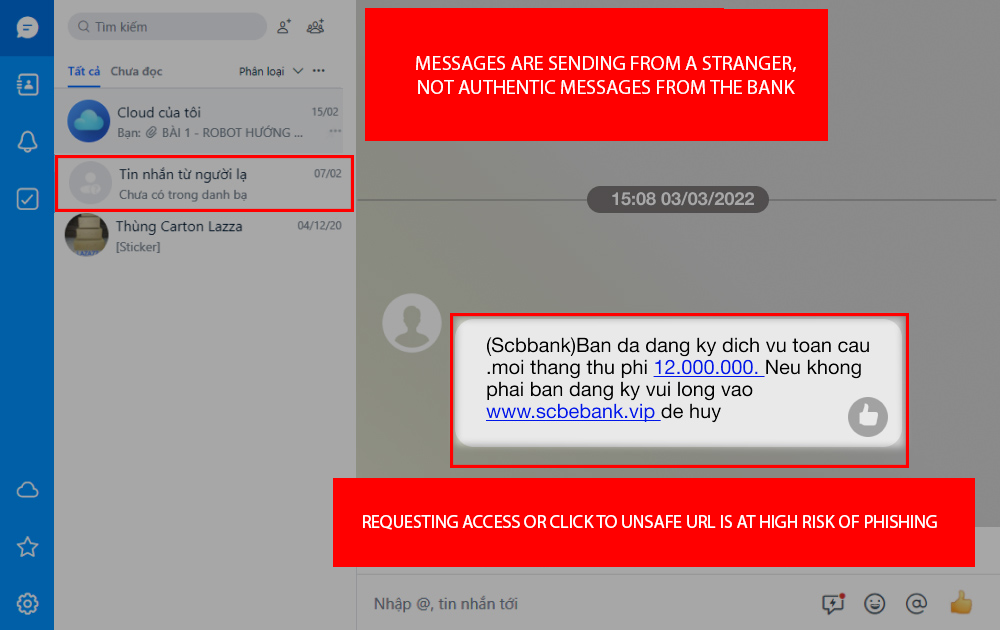 Tìm kiếm
Tất cả Chưa đọc Phân loại
Cloud của tôi 15/02
Bạn: BÀI 1 - ROBOT HƯỚNG ...
Tin nhắn từ người lạ 07/02
Chưa có trong danh bạ
Thùng Carton Lazza 04/12/20
[Sticker]
MESSAGES ARE SENDING FROM A STRANGER,
NOT AUTHENTIC MESSAGES FROM THE BANK
15:08 03/03/2022
(Scbbank)Ban da dang ky dich vu toan cau
.moi thang thu phi 12.000.000. Neu khong
phai ban dang ky vui long vao
www.scbebank.vip de huy
REQUESTING ACCESS OR CLICK TO UNSAFE URL IS AT HIGH RISK OF PHISHING
Nhập @, tin nhắn tới